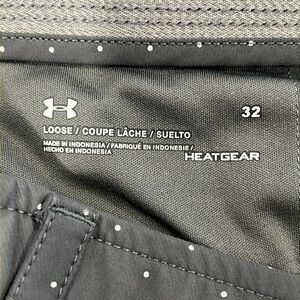 32
LOOSE / COUPE LÂCHE / SUELTO
MADE IN INDONESIA / FABRIQUÉ EN INDONÉSIE /
HECHO EN INDONESIA
HEATGEAR